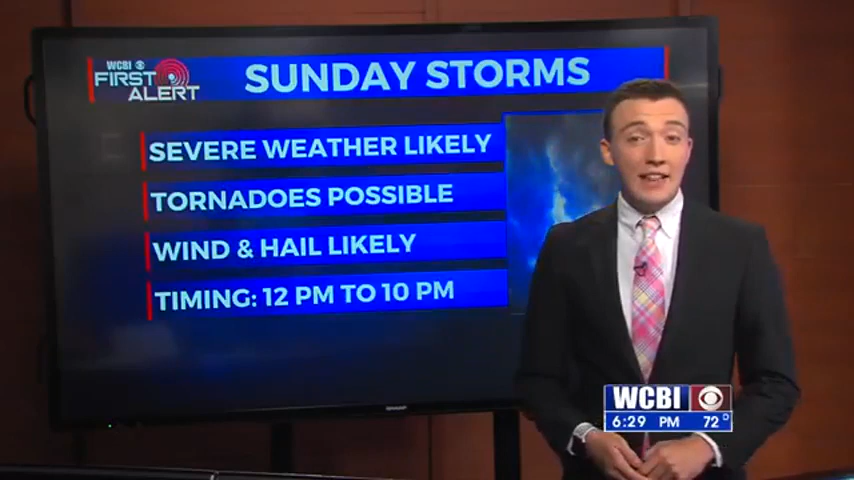 WCBI
FIRST ALERT
SUNDAY STORMS
SEVERE WEATHER LIKELY
TORNADOES POSSIBLE
WIND & HAIL LIKELY
TIMING: 12 PM TO 10 PM
SHARP
WCBI
6:29 PM 72°